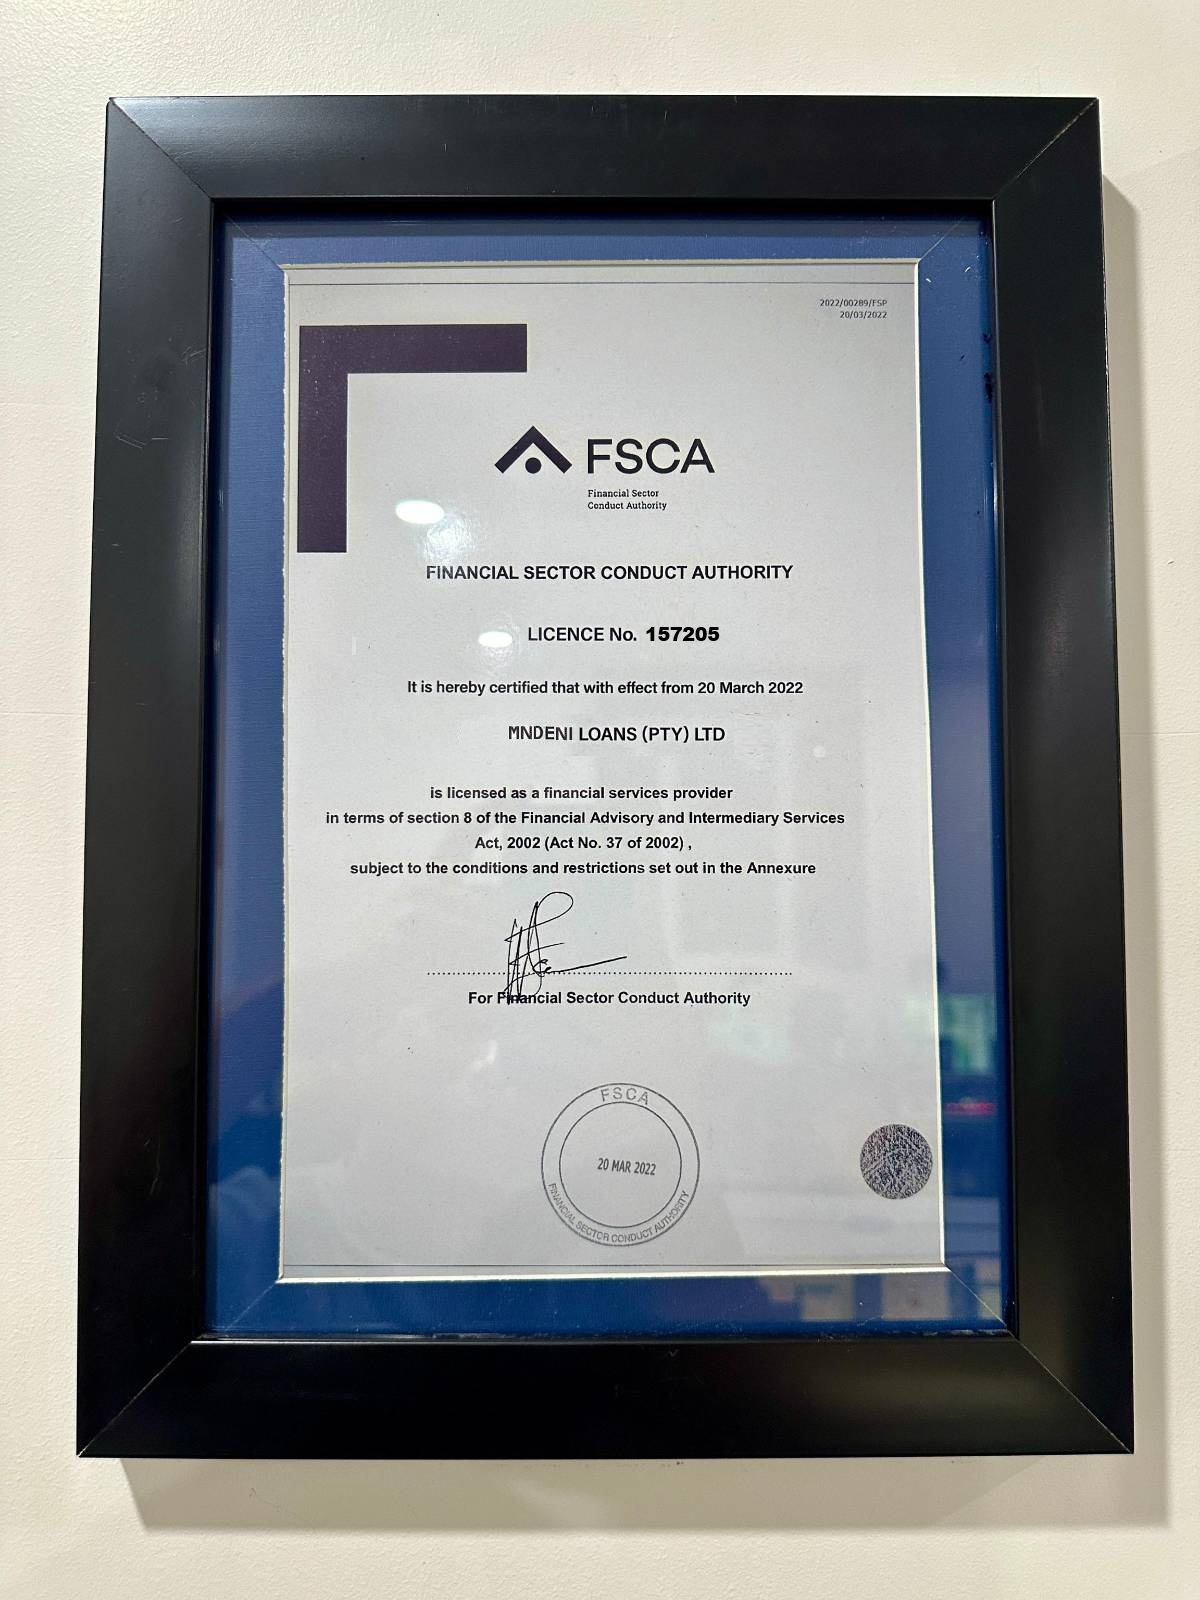 2022/00289/FSP
20/03/2022
FSCA
Financial Sector
Conduct Authority
FINANCIAL SECTOR CONDUCT AUTHORITY
LICENCE No. 157205
It is hereby certified that with effect from 20 March 2022
MNDENI LOANS (PTY) LTD
is licensed as a financial services provider
in terms of section 8 of the Financial Advisory and Intermediary Services
Act, 2002 (Act No. 37 of 2002) ,
subject to the conditions and restrictions set out in the Annexure
For Financial Sector Conduct Authority
FSCA
20 MAR 2022
FINANCIAL SECTOR CONDUCT AUTHORITY